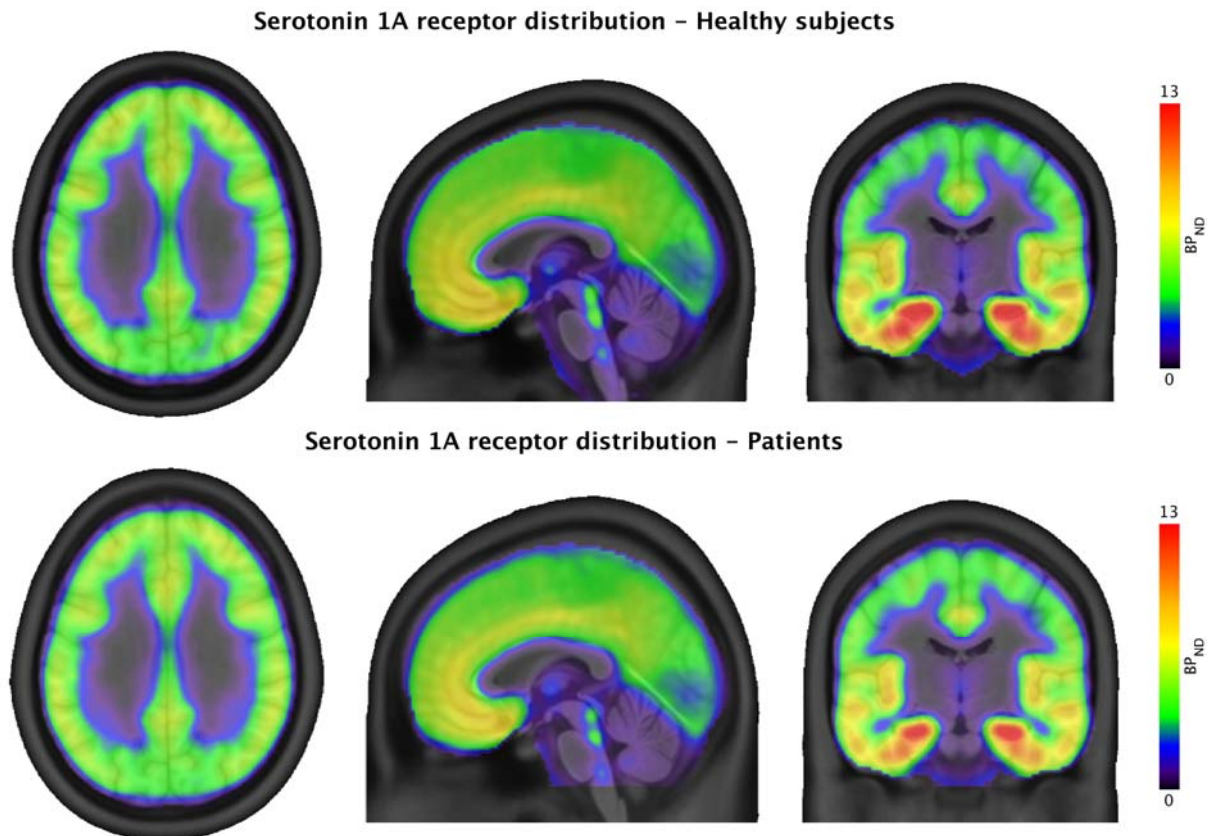 Serotonin 1A receptor distribution – Healthy subjects
13
BPND
0
Serotonin 1A receptor distribution – Patients
13
BPND
0